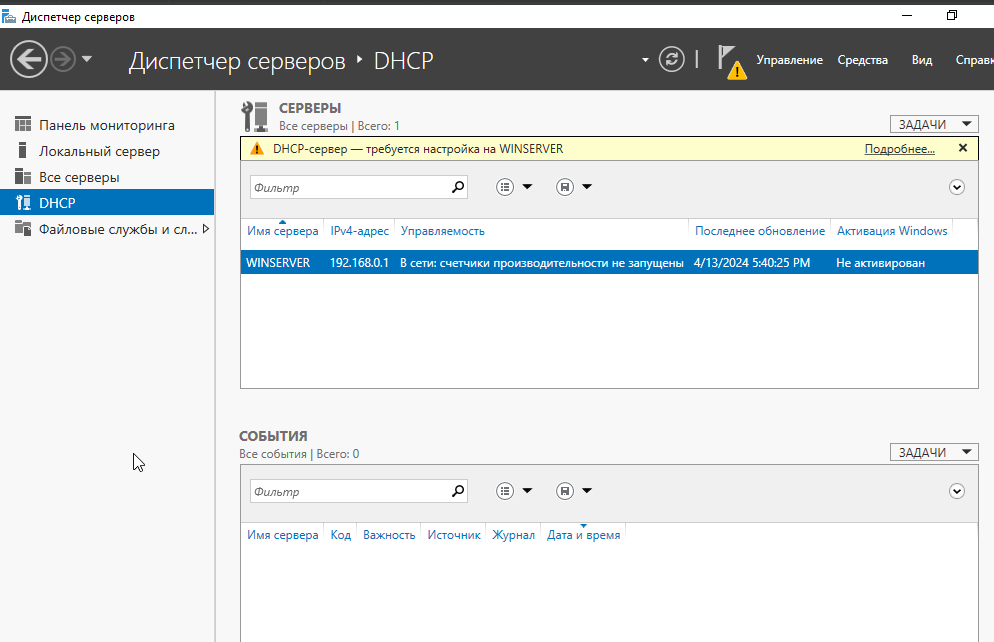 Диспетчер серверов
Диспетчер серверов DHCP
Управление Средства Вид Справк
Панель мониторинга
Локальный сервер
Все серверы
DHCP
Файловые службы и сл...
СЕРВЕРЫ
Все серверы | Всего: 1
ЗАДАЧИ
DHCP-сервер — требуется настройка на WINSERVER Подробнее...
Фильтр
Имя сервера IPv4-адрес Управляемость Последнее обновление Активация Windows
WINSERVER 192.168.0.1 В сети: счетчики производительности не запущены 4/13/2024 5:40:25 PM Не активирован
СОБЫТИЯ
Все события | Всего: 0
ЗАДАЧИ
Фильтр
Имя сервера Код Важность Источник Журнал Дата и время